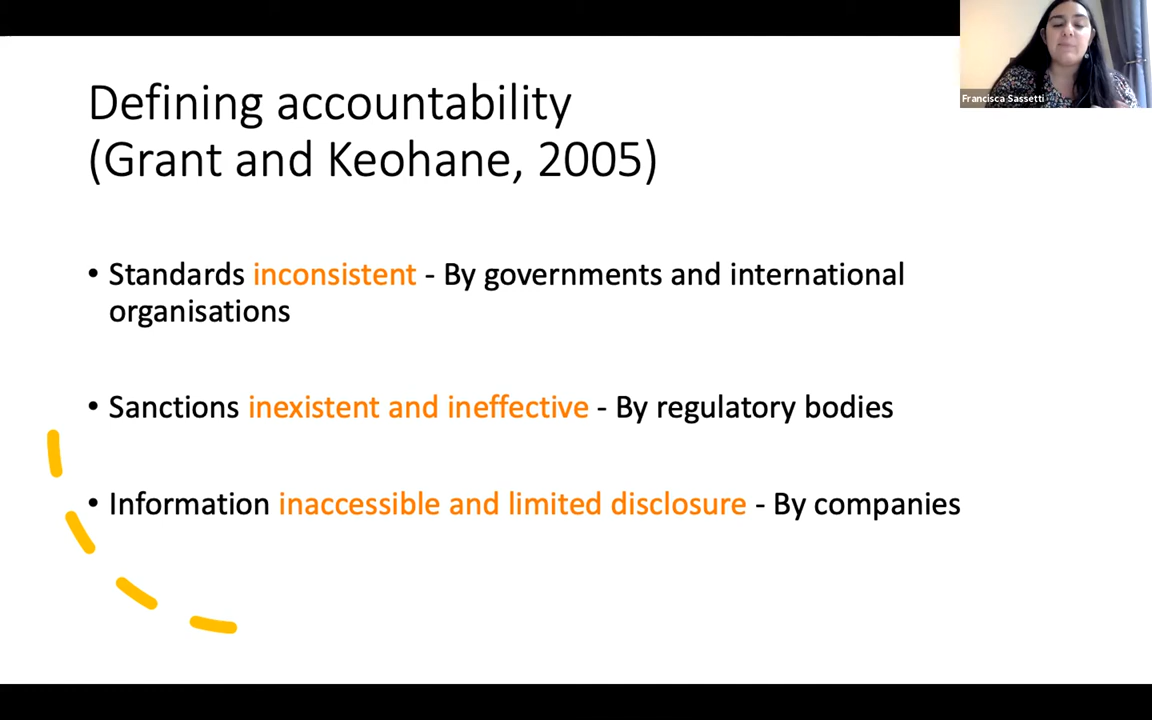 Francisca Sassetti
Defining accountability
(Grant and Keohane, 2005)
• Standards inconsistent - By governments and international
organisations
• Sanctions inexistent and ineffective - By regulatory bodies
• Information inaccessible and limited disclosure - By companies